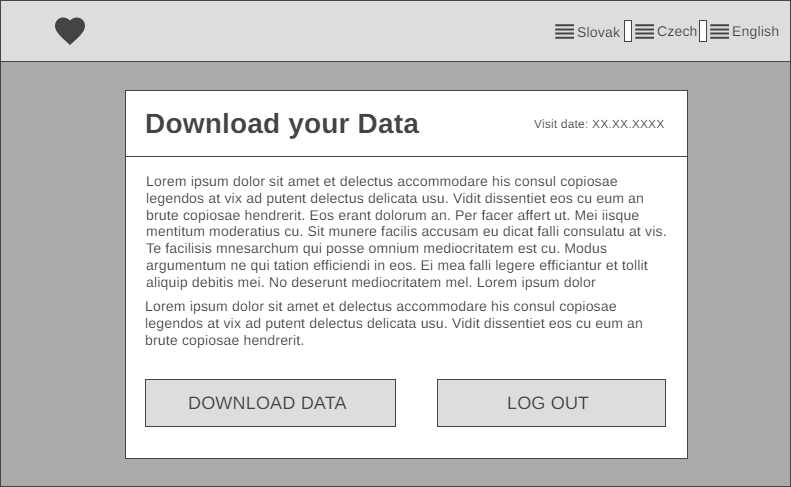 Slovak
Czech
English
Download your Data
Visit date: XX.XX.XXXX
Lorem ipsum dolor sit amet et delectus accommodare his consul copiosae
legendos at vix ad putent delectus delicata usu. Vidit dissentiet eos cu eum an
brute copiosae hendrerit. Eos erant dolorum an. Per facer affert ut. Mei iisque
mentitum moderatius cu. Sit munere facilis accusam eu dicat falli consulatu at vis.
Te facilisis mnesarchum qui posse omnium mediocritatem est cu. Modus
argumentum ne qui tation efficiendi in eos. Ei mea falli legere efficiantur et tollit
aliquip debitis mei. No deserunt mediocritatem mel. Lorem ipsum dolor
Lorem ipsum dolor sit amet et delectus accommodare his consul copiosae
legendos at vix ad putent delectus delicata usu. Vidit dissentiet eos cu eum an
brute copiosae hendrerit.
DOWNLOAD DATA
LOG OUT